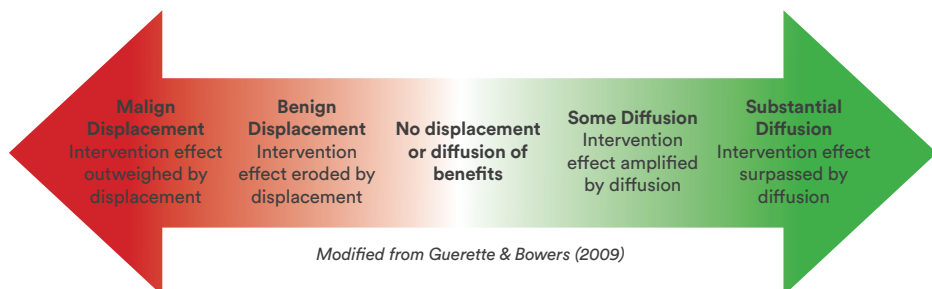 Malign
Displacement
Intervention effect
outweighed by
displacement
Benign
Displacement
Intervention
effect eroded by
displacement
No displacement
or diffusion of
benefits
Some Diffusion
Intervention
effect amplified
by diffusion
Substantial
Diffusion
Intervention effect
surpassed by
diffusion
Modified from Guerette & Bowers (2009)